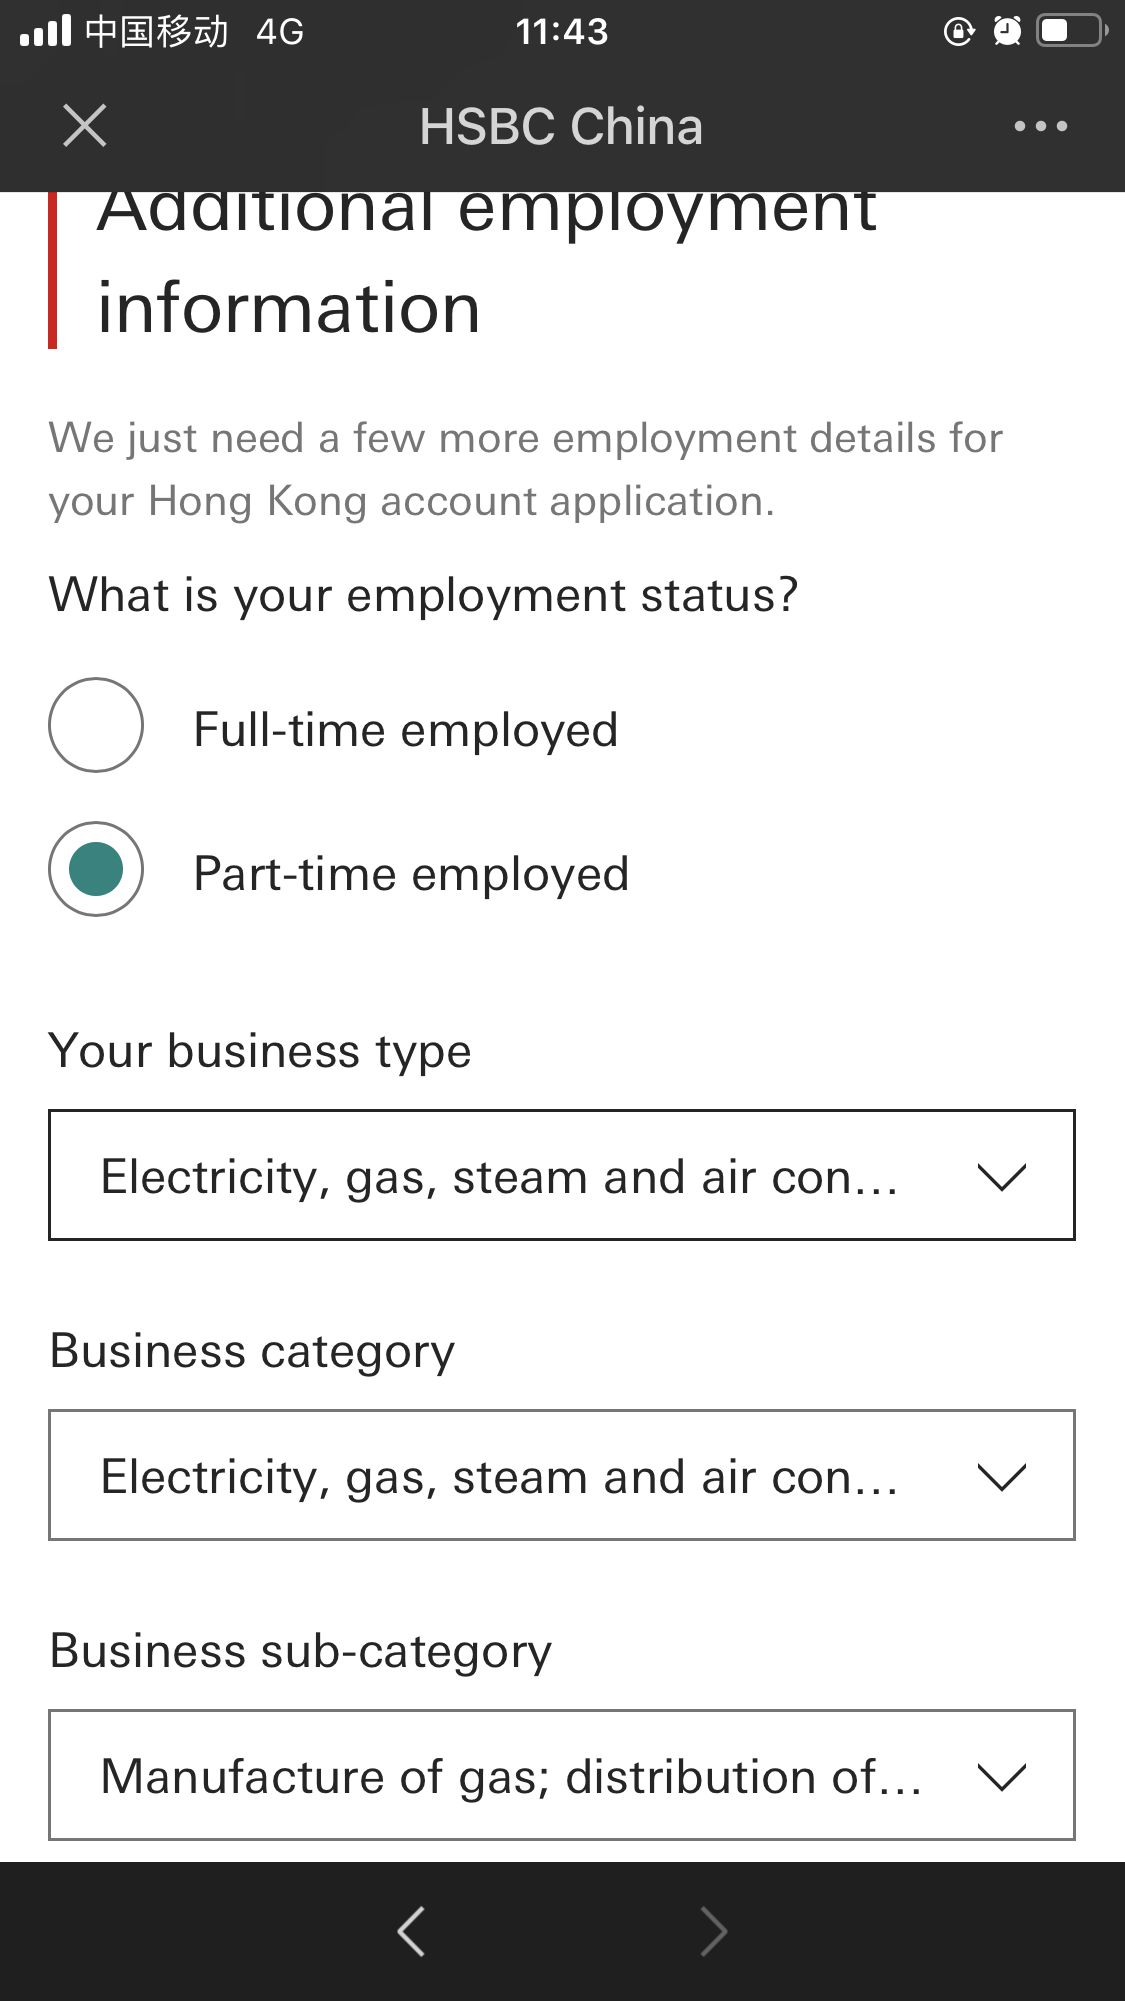 中国移动 4G 11:43
HSBC China
Additional employment
information
We just need a few more employment details for
your Hong Kong account application.
What is your employment status?
Full-time employed
Part-time employed
Your business type
Electricity, gas, steam and air con...
Business category
Electricity, gas, steam and air con...
Business sub-category
Manufacture of gas; distribution of...